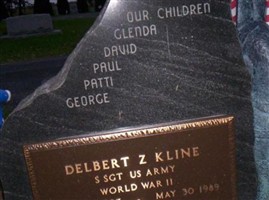 OUR CHILDREN
GLENDA
DAVID
PAUL
PATTI
GEORGE
DELBERT Z KLINE
S SGT US ARMY
WORLD WAR II
MAY 30 1989